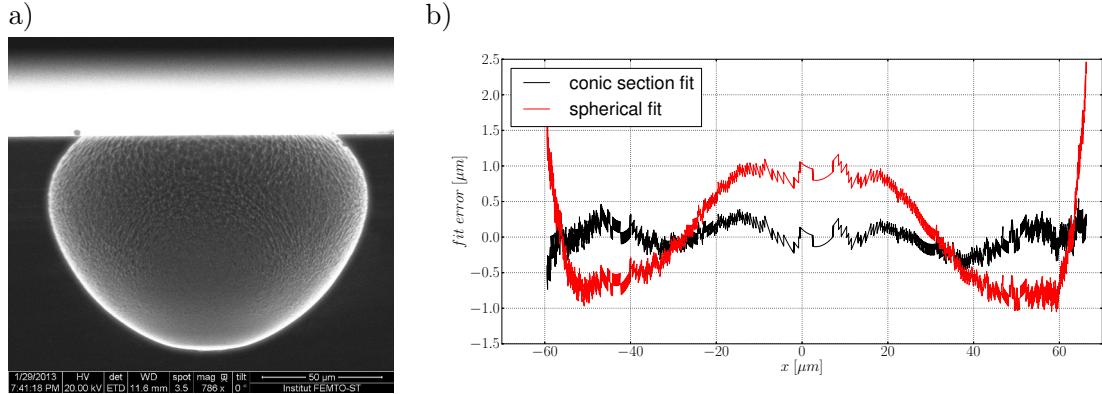 a)
b)
1/29/2013 HV det WD spot mag tilt 50 µm
7:41:18 PM 20.00 kV ETD 11.6 mm 3.5 786 x 0° Institut FEMTO-ST
conic section fit
spherical fit
fit error [µm]
2.5
2.0
1.5
1.0
0.5
0.0
−0.5
−1.0
−1.5
−60 −40 −20 0 20 40 60
x [µm]